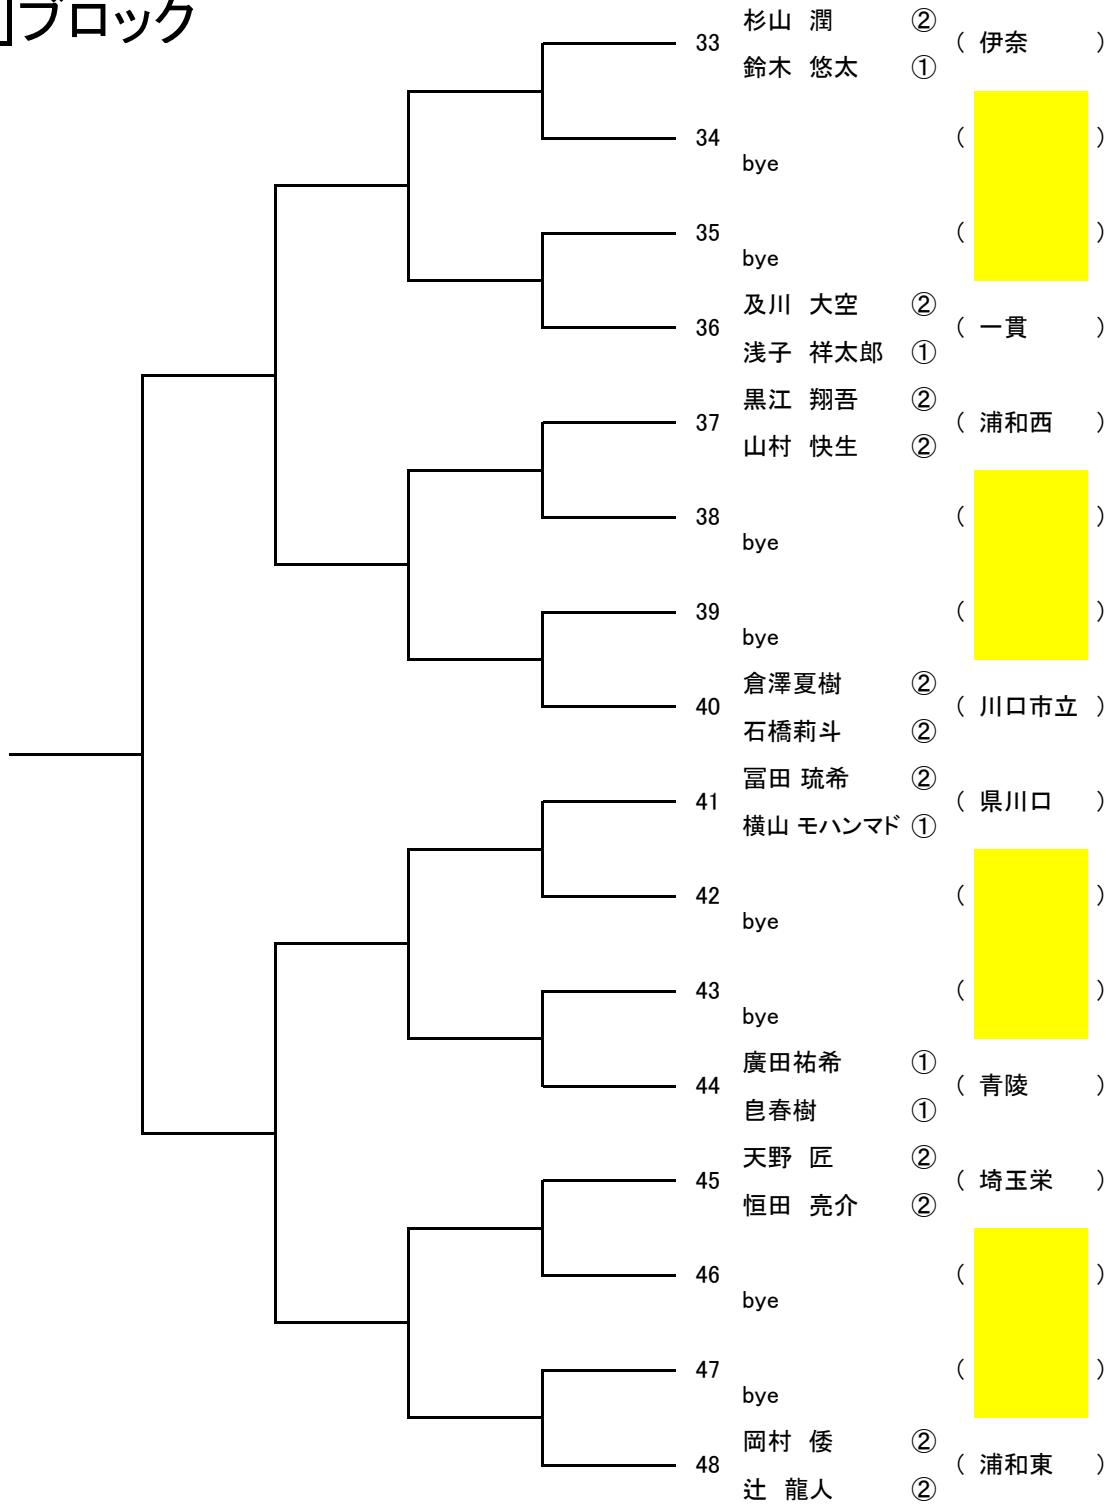 ブロック
杉山 潤 ②
33 ( 伊奈 )
鈴木 悠太 ①
34 ( )
bye
35 ( )
bye
及川 大空 ②
36 ( 一貫 )
浅子 祥太郎 ①
黒江 翔吾 ②
37 ( 浦和西 )
山村 快生 ②
38 ( )
bye
39 ( )
bye
倉澤夏樹 ②
40 ( 川口市立 )
石橋莉斗 ②
冨田 琉希 ②
41 ( 県川口 )
横山 モハンマド ①
42 ( )
bye
43 ( )
bye
廣田祐希 ①
44 ( 青陵 )
皀春樹 ①
天野 匠 ②
45 ( 埼玉栄 )
恒田 亮介 ②
46 ( )
bye
47 ( )
bye
岡村 倭 ②
48 ( 浦和東 )
辻 龍人 ②